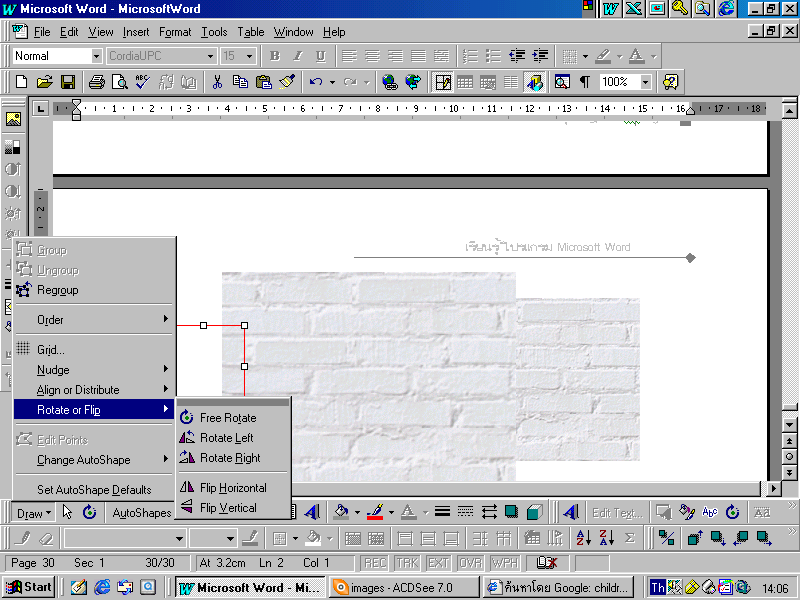 Microsoft Word - MicrosoftWord
File Edit View Insert Format Tools Table Window Help
Normal CordiaUPC 15 B I U
100%
1 2 3 4 5 6 7 8 9 10 11 12 13 14 15 16 17 18
2
เรียนรู้ โปรแกรม Microsoft Word
Group
Ungroup
Regroup
Order
Grid...
Nudge
Align or Distribute
Rotate or Flip
Edit Points
Change AutoShape
Set AutoShape Defaults
Free Rotate
Rotate Left
Rotate Right
Flip Horizontal
Flip Vertical
Draw AutoShapes Edit Text... Abc
Page 30 Sec 1 30/30 At 3.2cm Ln 2 Col 1 REC TRK EXT OVR WPH
Start Microsoft Word - Mi... images - ACDSee 7.0 ค้นหาโดย Google: childr... Th 14:06